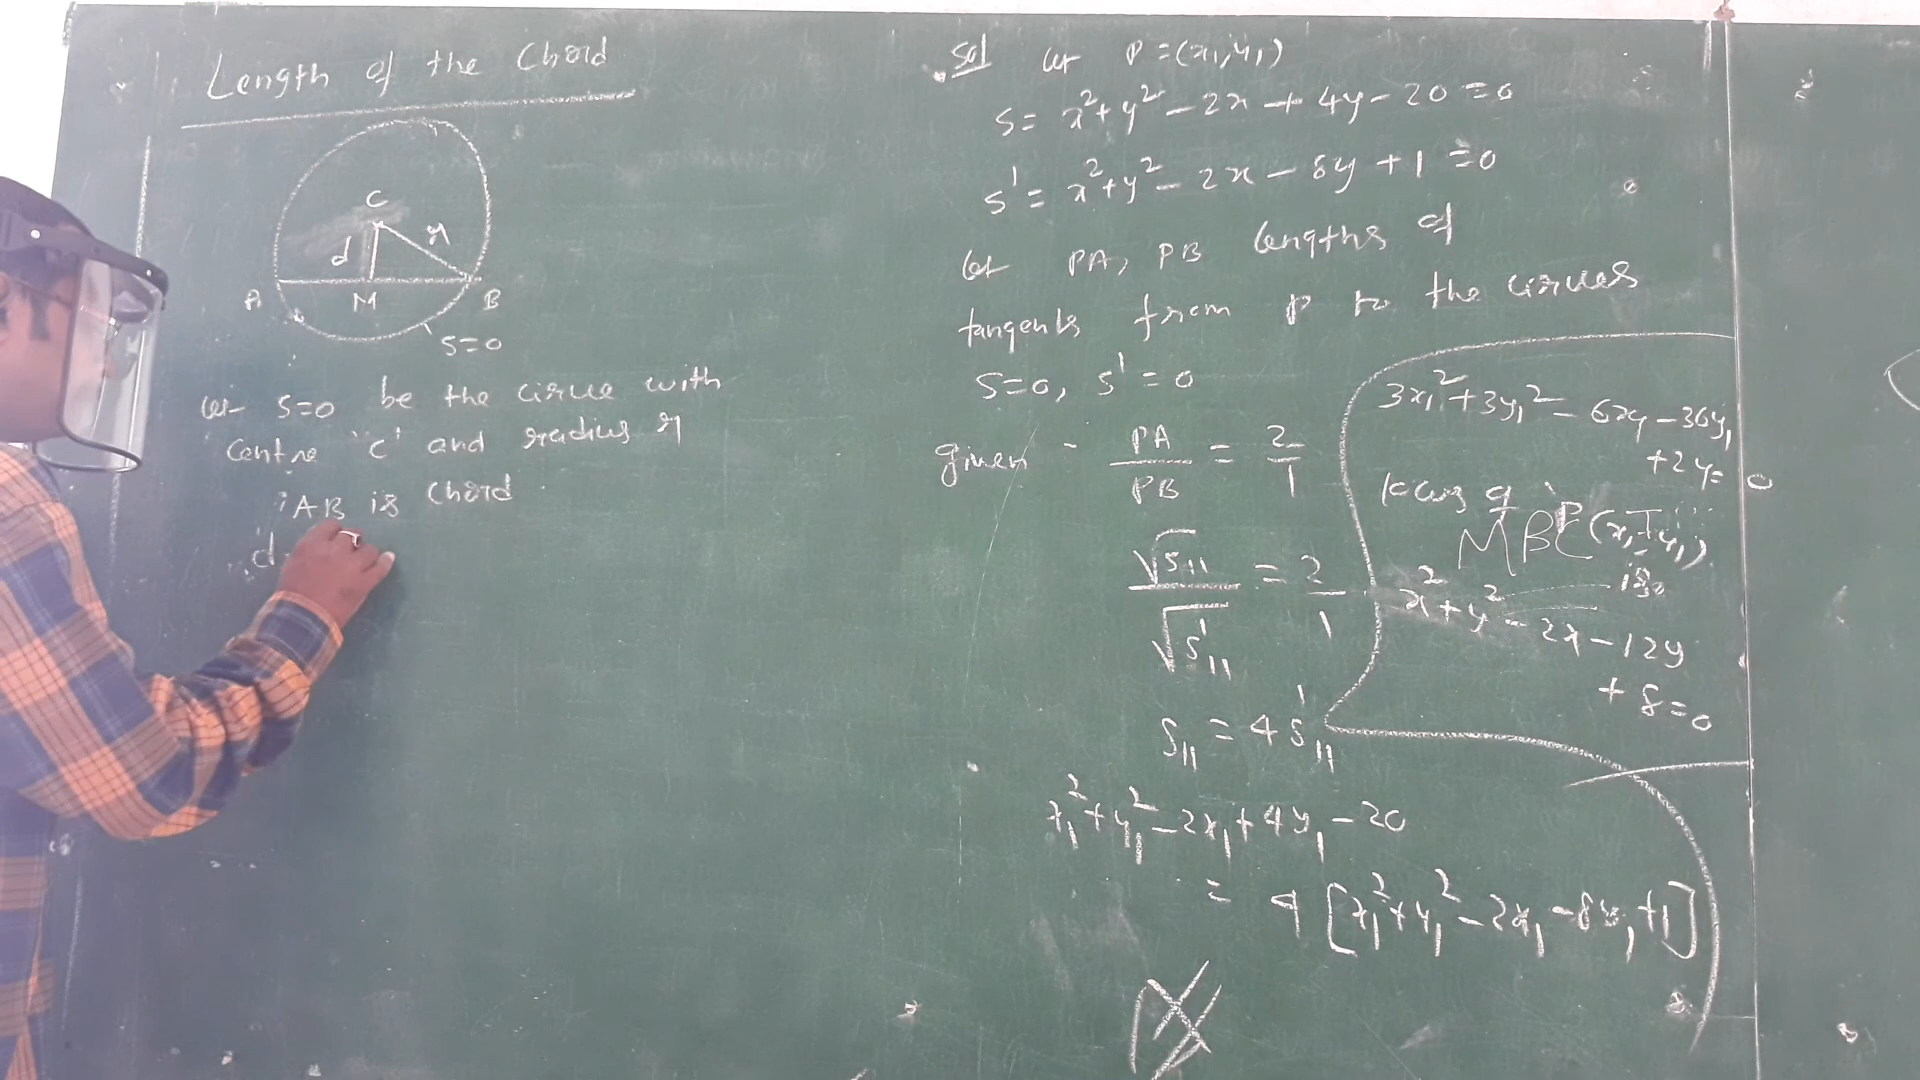 Length of the Chord
C
d r
A M B
S=0
let S=0 be the circle with
Centre 'C' and radius r
AB is Chord
d
Sol let P=(x₁,y₁)
S= x²+y²-2x+4y-20=0
S'= x²+y²-2x-8y+1=0
let PA, PB lengths of
tangents from P to the circles
S=0, S'=0
given - PA/PB = 2/1
√S₁₁/√S'₁₁ = 2/1
S₁₁ = 4S'₁₁
x₁²+y₁²-2x₁+4y₁-20
= 4[x₁²+y₁²-2x₁-8y₁+1]
3x₁²+3y₁²-6x₁-36y₁
+24=0
locus of P(x₁,y₁)
is
x²+y²-2x-12y
+8=0